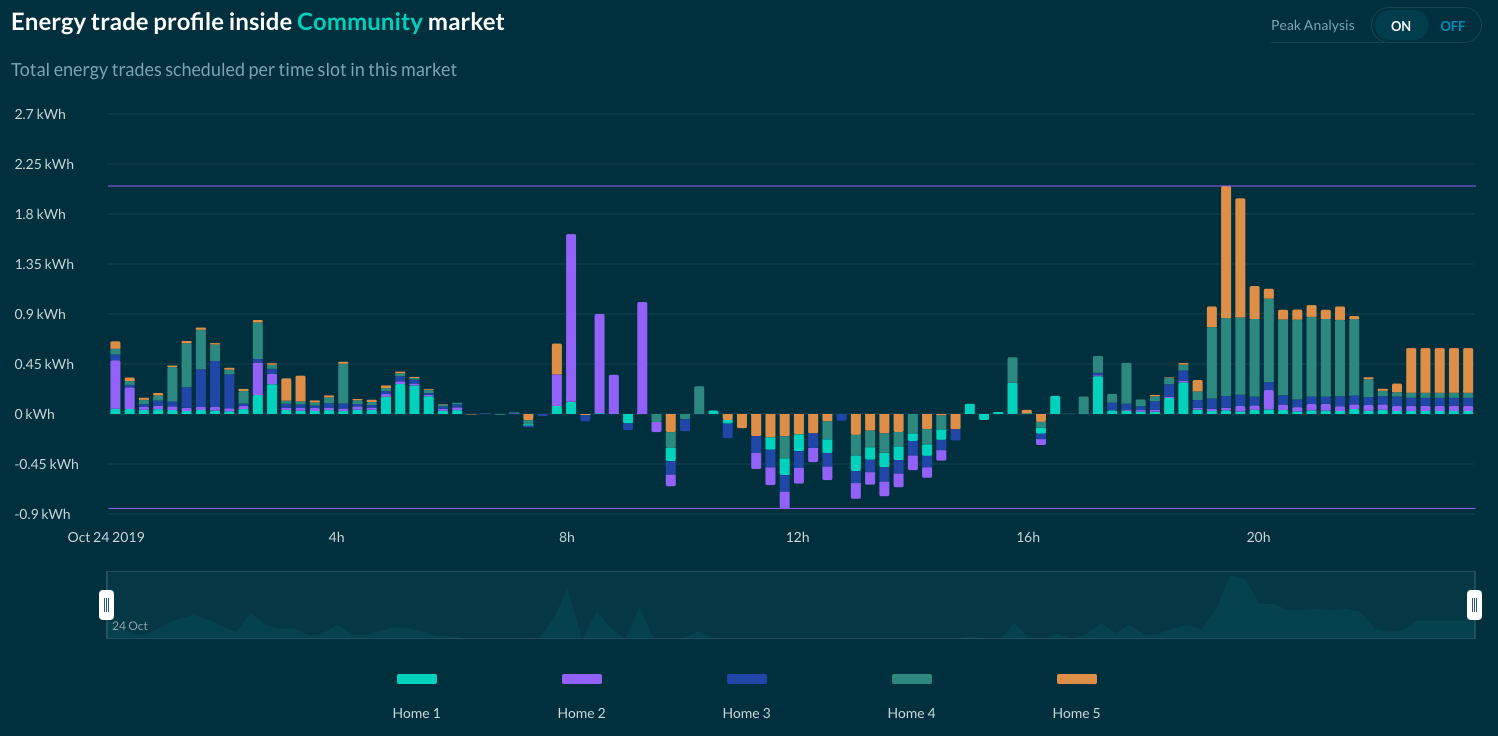 Energy trade profile inside Community market
Peak Analysis ON OFF
Total energy trades scheduled per time slot in this market
2.7 kWh
2.25 kWh
1.8 kWh
1.35 kWh
0.9 kWh
0.45 kWh
0 kWh
-0.45 kWh
-0.9 kWh
Oct 24 2019 4h 8h 12h 16h 20h
24 Oct
Home 1 Home 2 Home 3 Home 4 Home 5